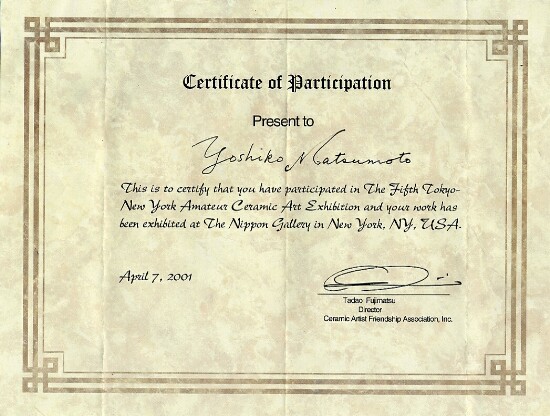 Certificate of Participation
Present to
Yoshiko Matsumoto
This is to certify that you have participated in The Fifth Tokyo-
New York Amateur Ceramic Art Exhibition and your work has
been exhibited at The Nippon Gallery in New York, NY, USA.
April 7, 2001
Tadao Fujimatsu
Director
Ceramic Artist Friendship Association, Inc.